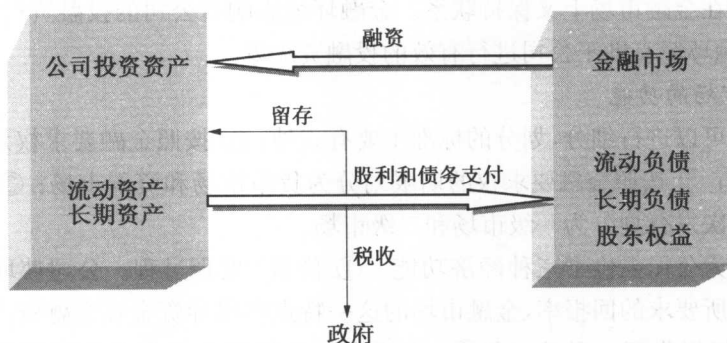 融资
公司投资资产
金融市场
留存
股利和债务支付
流动资产
长期资产
流动负债
长期负债
股东权益
税收
政府